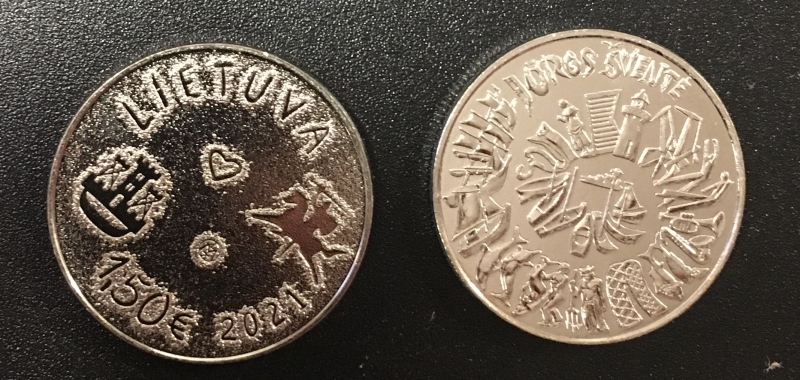 LIETUVA
1,50€ 2021
JŪROS ŠVENTĖ